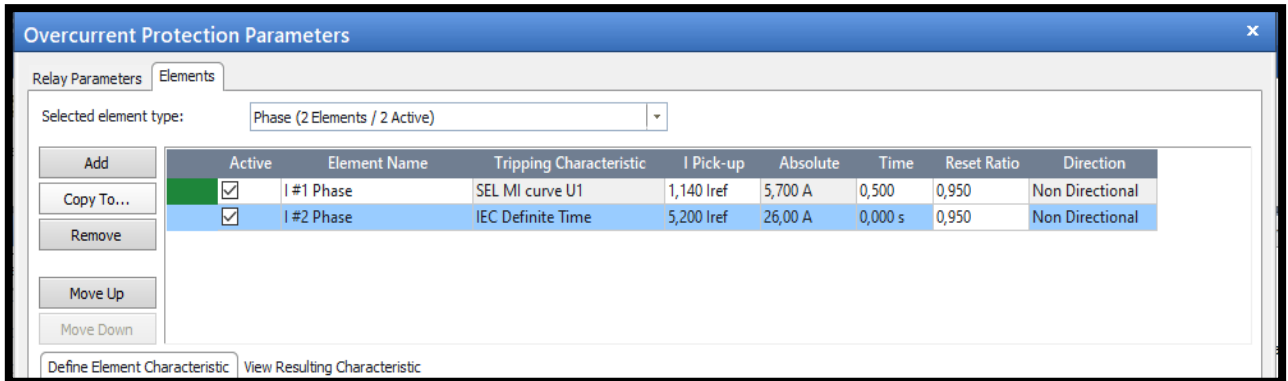 Overcurrent Protection Parameters x
Relay Parameters Elements
Selected element type: Phase (2 Elements / 2 Active)
Add
Copy To...
Remove
Move Up
Move Down
Active Element Name Tripping Characteristic I Pick-up Absolute Time Reset Ratio Direction
I #1 Phase SEL MI curve U1 1,140 Iref 5,700 A 0,500 0,950 Non Directional
I #2 Phase IEC Definite Time 5,200 Iref 26,00 A 0,000 s 0,950 Non Directional
Define Element Characteristic View Resulting Characteristic